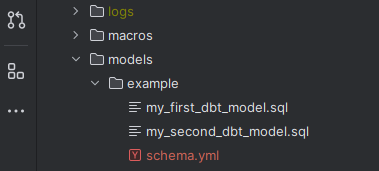 logs
macros
models
example
my_first_dbt_model.sql
my_second_dbt_model.sql
schema.yml